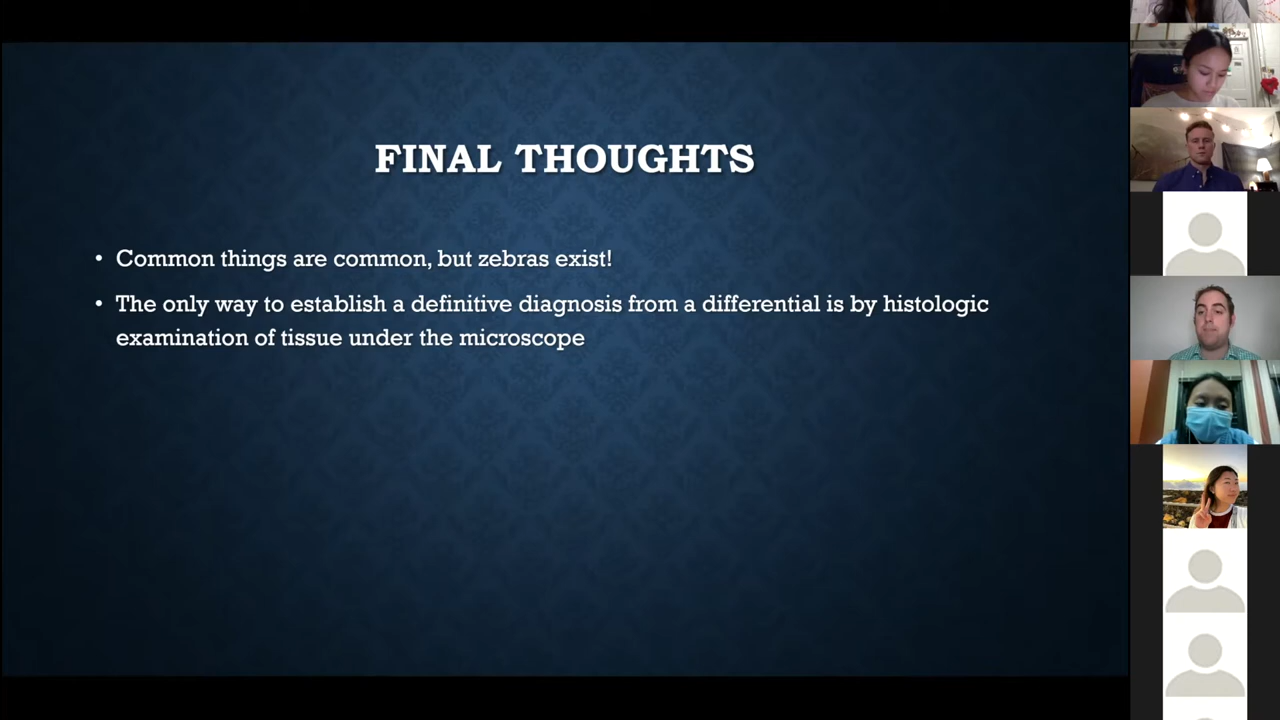 FINAL THOUGHTS
• Common things are common, but zebras exist!
• The only way to establish a definitive diagnosis from a differential is by histologic
examination of tissue under the microscope